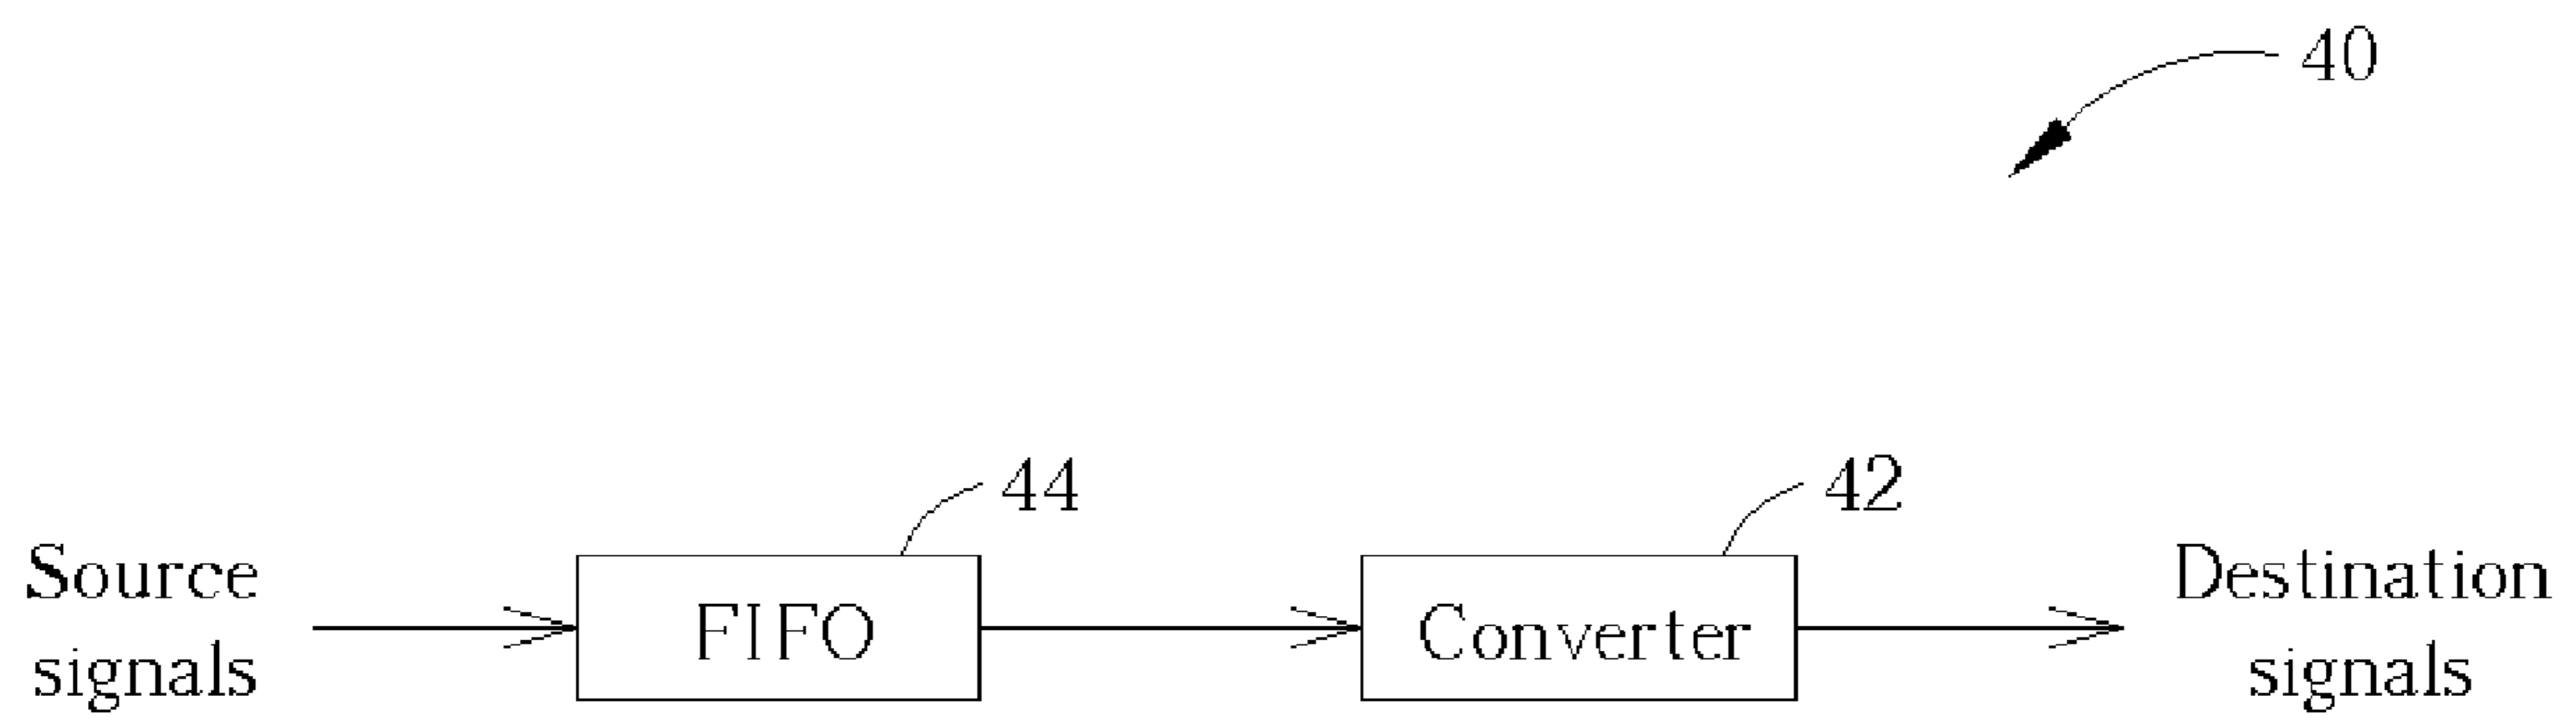 40
44
42
Source
signals
FIFO
Converter
Destination
signals